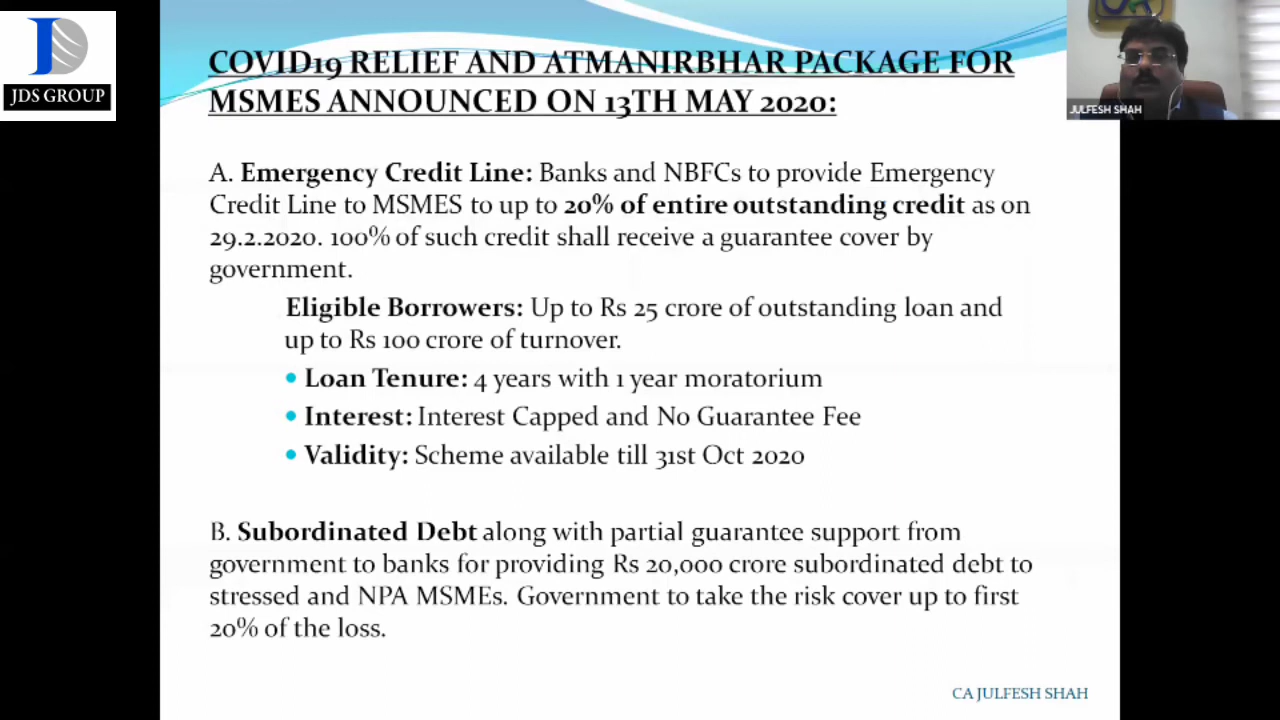 JDS GROUP
COVID19 RELIEF AND ATMANIRBHAR PACKAGE FOR
MSMES ANNOUNCED ON 13TH MAY 2020:
JULFESH SHAH
A. Emergency Credit Line: Banks and NBFCs to provide Emergency
Credit Line to MSMES to up to 20% of entire outstanding credit as on
29.2.2020. 100% of such credit shall receive a guarantee cover by
government.
Eligible Borrowers: Up to Rs 25 crore of outstanding loan and
up to Rs 100 crore of turnover.
• Loan Tenure: 4 years with 1 year moratorium
• Interest: Interest Capped and No Guarantee Fee
• Validity: Scheme available till 31st Oct 2020
B. Subordinated Debt along with partial guarantee support from
government to banks for providing Rs 20,000 crore subordinated debt to
stressed and NPA MSMEs. Government to take the risk cover up to first
20% of the loss.
CA JULFESH SHAH